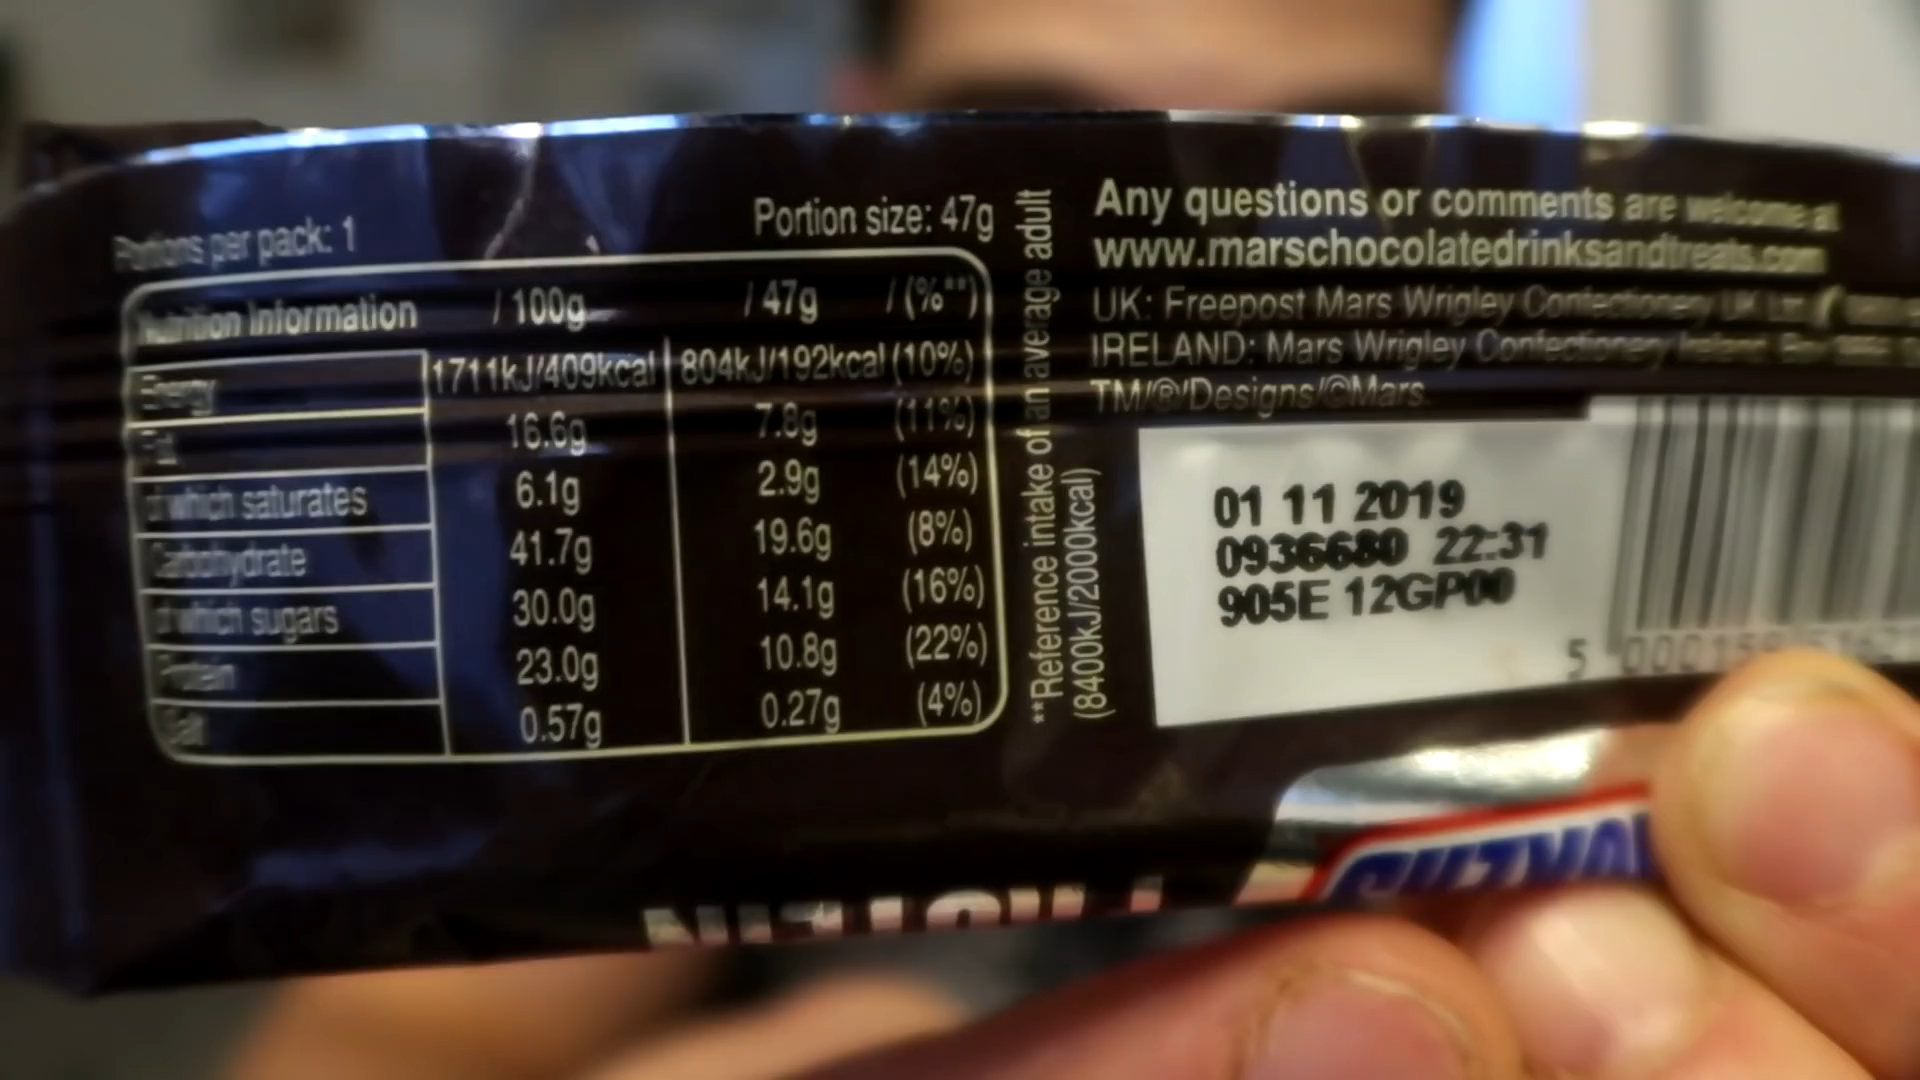 Portions per pack: 1
Portion size: 47g
Nutrition Information / 100g / 47g / (%**)
Energy 1711kJ/409kcal 804kJ/192kcal (10%)
Fat 16.6g 7.8g (11%)
of which saturates 6.1g 2.9g (14%)
Carbohydrate 41.7g 19.6g (8%)
of which sugars 30.0g 14.1g (16%)
Protein 23.0g 10.8g (22%)
Salt 0.57g 0.27g (4%)
**Reference intake of an average adult
(8400kJ/2000kcal)
Any questions or comments are welcome at
www.marschocolatedrinksandtreats.com
UK: Freepost Mars Wrigley Confectionery UK Ltd
IRELAND: Mars Wrigley Confectionery Ireland
TM/®/Designs/©Mars.
01 11 2019
0936680 22:31
905E 12GP00
5
PROTEIN